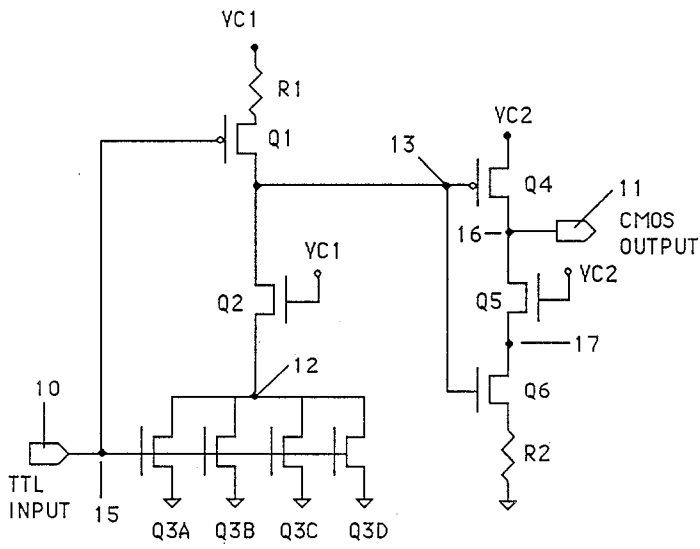 VC1
R1
Q1
VC2
13
Q4
11
16
CMOS
OUTPUT
VC1
VC2
Q2
Q5
17
12
10
Q6
R2
TTL
INPUT
15
Q3A
Q3B
Q3C
Q3D